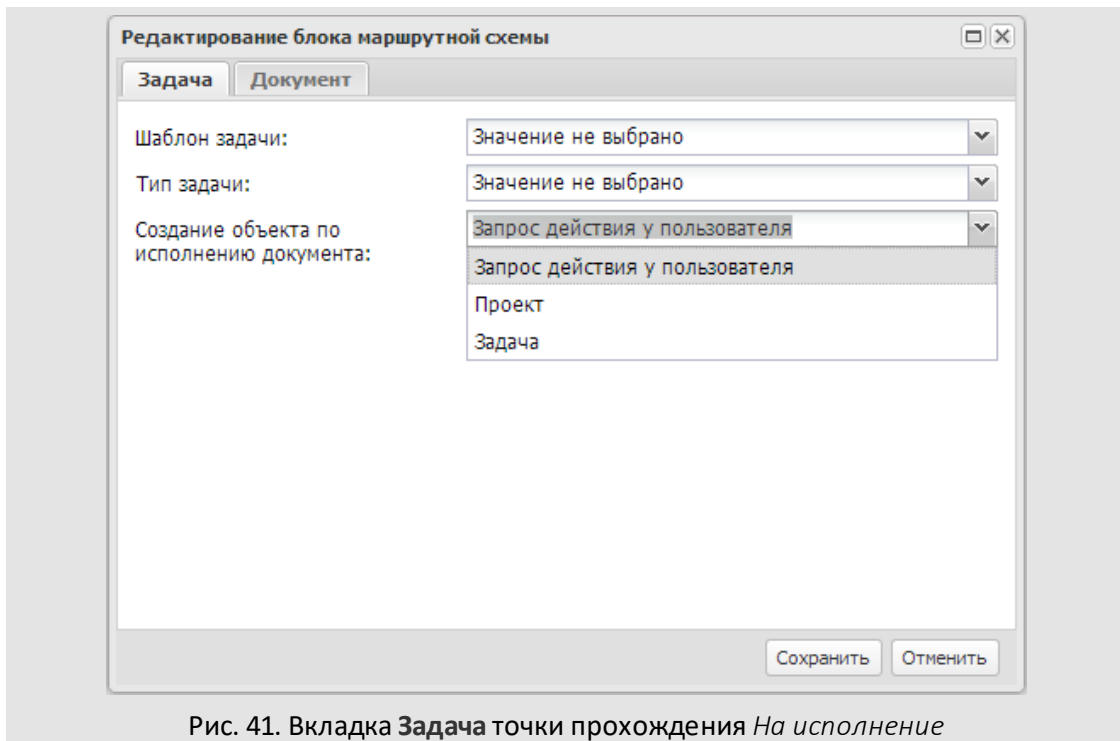 Редактирование блока маршрутной схемы
Задача Документ
Шаблон задачи: Значение не выбрано
Тип задачи: Значение не выбрано
Создание объекта по Запрос действия у пользователя
исполнению документа:
Запрос действия у пользователя
Проект
Задача
Сохранить Отменить
Рис. 41. Вкладка Задача точки прохождения На исполнение